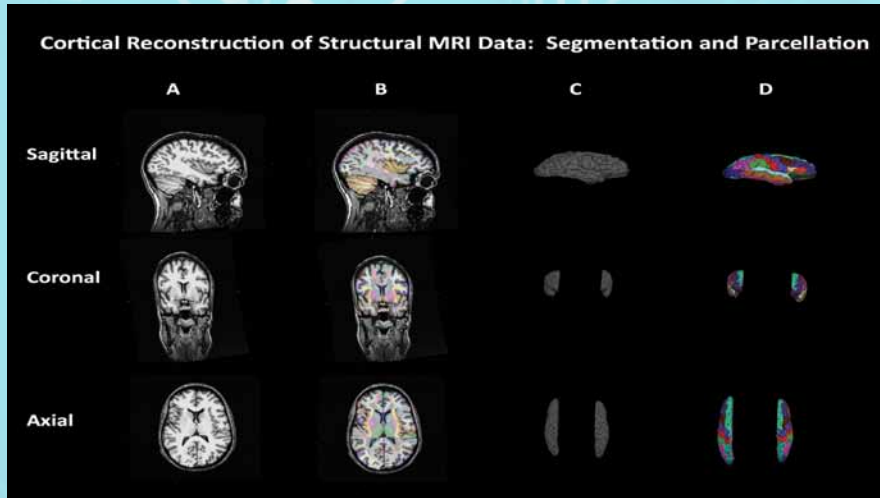 Cortical Reconstruction of Structural MRI Data: Segmentation and Parcellation
A B C D
Sagittal
Coronal
Axial